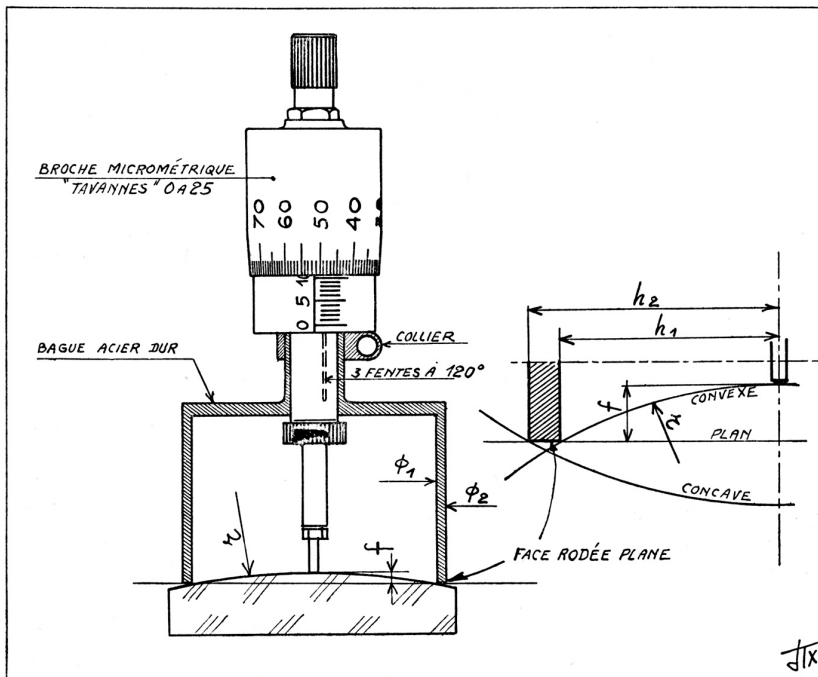 BROCHE MICROMÉTRIQUE
"TAVANNES" 0 A 25
70 60 50 40
0 5 10
COLLIER
BAGUE ACIER DUR
3 FENTES À 120°
ϕ1
ϕ2
r
f
h2
h1
f
CONVEXE
r
PLAN
CONCAVE
FACE RODÉE PLANE